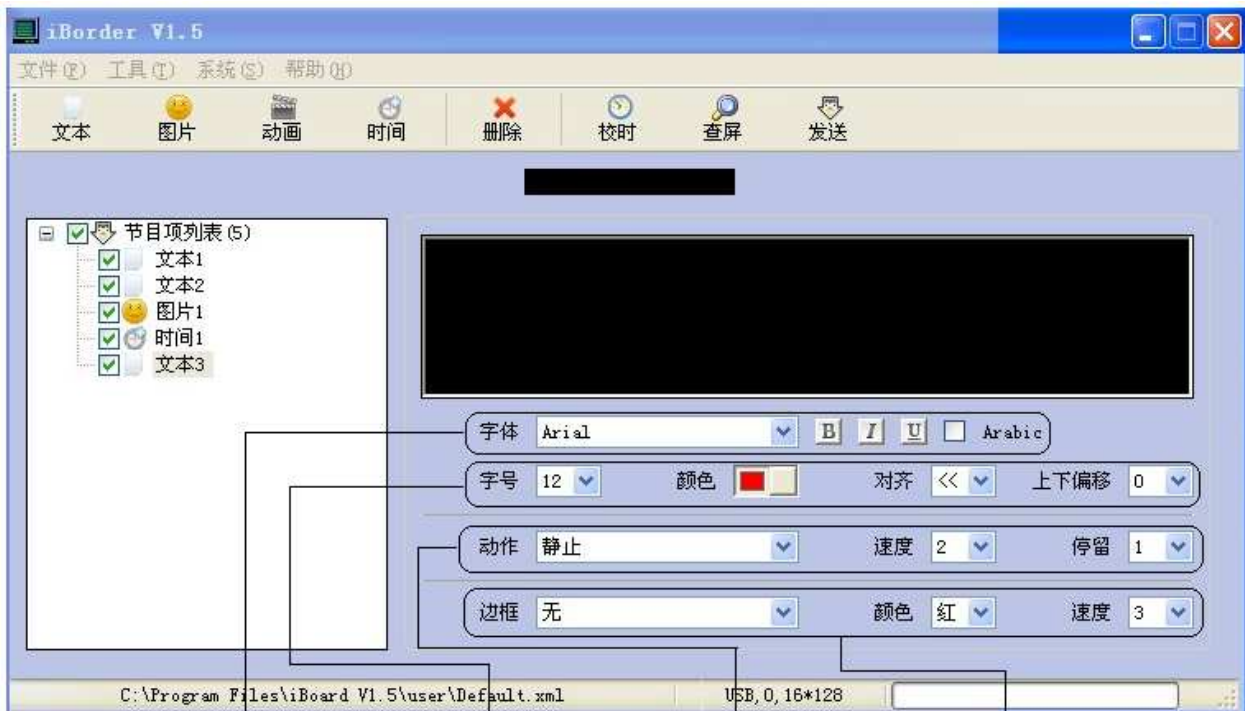 iBorder V1.5
文件(F) 工具(T) 系统(S) 帮助(H)
文本 图片 动画 时间 删除 校时 查屏 发送
节目项列表(5)
文本1
文本2
图片1
时间1
文本3
字体 Arial B I U Arabic
字号 12 颜色 对齐 << 上下偏移 0
动作 静止 速度 2 停留 1
边框 无 颜色 红 速度 3
C:\Program Files\iBoard V1.5\user\Default.xml USB,0,16*128